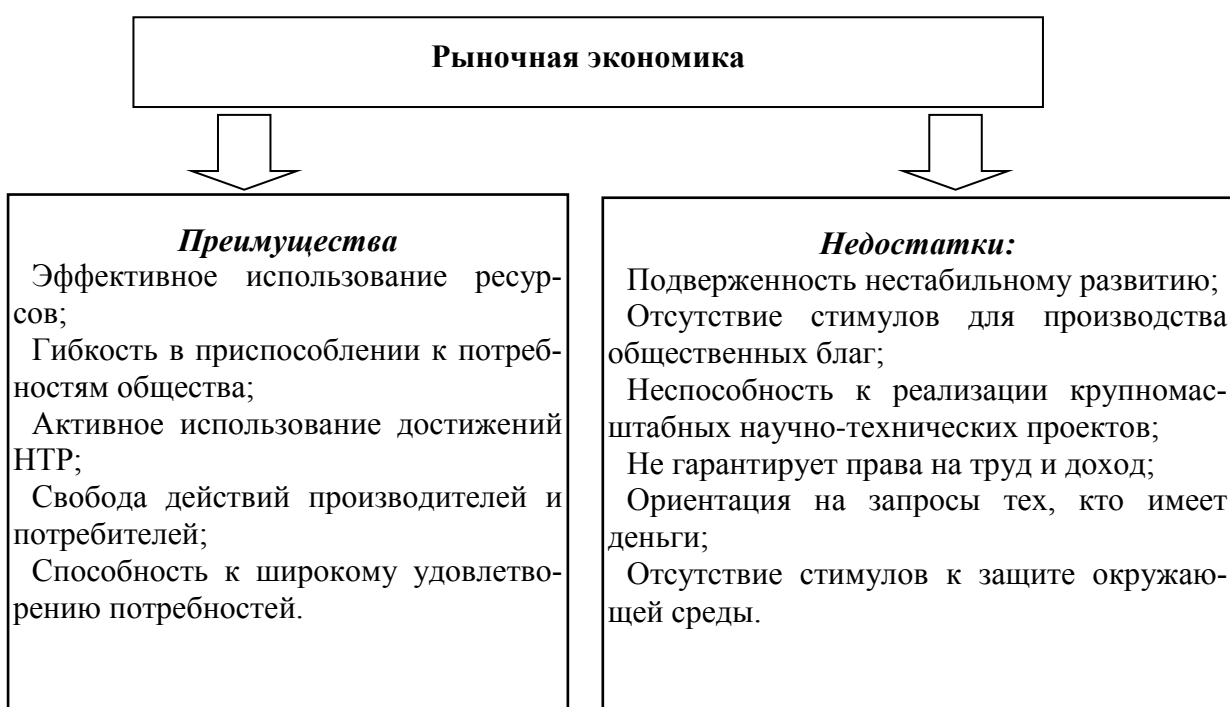 Рыночная экономика
Преимущества
Эффективное использование ресур-
сов;
Гибкость в приспособлении к потреб-
ностям общества;
Активное использование достижений
НТР;
Свобода действий производителей и
потребителей;
Способность к широкому удовлетво-
рению потребностей.
Недостатки:
Подверженность нестабильному развитию;
Отсутствие стимулов для производства
общественных благ;
Неспособность к реализации крупномас-
штабных научно-технических проектов;
Не гарантирует права на труд и доход;
Ориентация на запросы тех, кто имеет
деньги;
Отсутствие стимулов к защите окружаю-
щей среды.